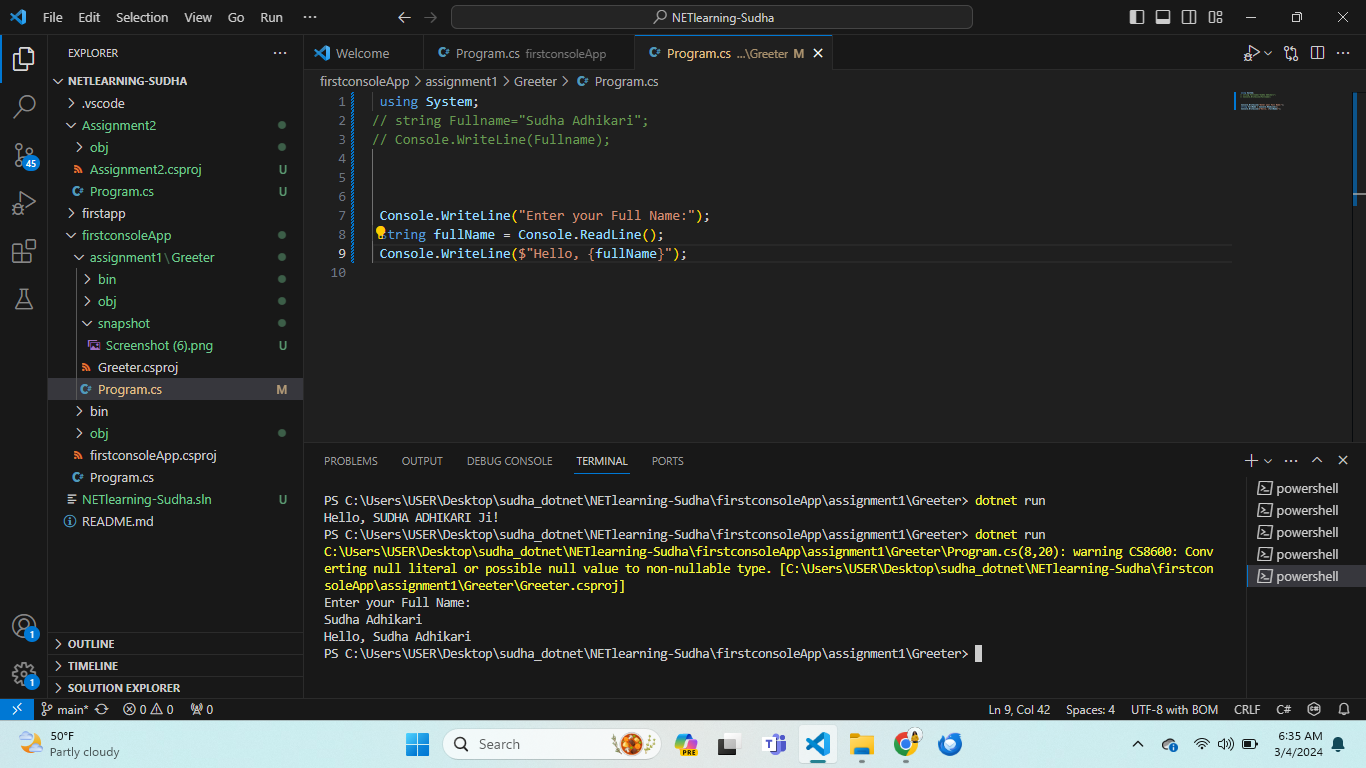 File Edit Selection View Go Run ··· NETlearning-Sudha
EXPLORER ···
NETLEARNING-SUDHA
.vscode
Assignment2
obj
Assignment2.csproj U
Program.cs U
firstapp
firstconsoleApp
assignment1\Greeter
bin
obj
snapshot
Screenshot (6).png U
Greeter.csproj
Program.cs M
bin
obj
firstconsoleApp.csproj
Program.cs
NETlearning-Sudha.sln U
README.md
OUTLINE
TIMELINE
SOLUTION EXPLORER
45
1
1
Welcome Program.cs firstconsoleApp Program.cs ...\Greeter M
firstconsoleApp > assignment1 > Greeter > Program.cs
1 using System;
2 // string Fullname="Sudha Adhikari";
3 // Console.WriteLine(Fullname);
4
5
6
7 Console.WriteLine("Enter your Full Name:");
8 string fullName = Console.ReadLine();
9 Console.WriteLine($"Hello, {fullName}");
10
PROBLEMS OUTPUT DEBUG CONSOLE TERMINAL PORTS
PS C:\Users\USER\Desktop\sudha_dotnet\NETlearning-Sudha\firstconsoleApp\assignment1\Greeter> dotnet run
Hello, SUDHA ADHIKARI Ji!
PS C:\Users\USER\Desktop\sudha_dotnet\NETlearning-Sudha\firstconsoleApp\assignment1\Greeter> dotnet run
C:\Users\USER\Desktop\sudha_dotnet\NETlearning-Sudha\firstconsoleApp\assignment1\Greeter\Program.cs(8,20): warning CS8600: Conv
erting null literal or possible null value to non-nullable type. [C:\Users\USER\Desktop\sudha_dotnet\NETlearning-Sudha\firstcon
soleApp\assignment1\Greeter\Greeter.csproj]
Enter your Full Name:
Sudha Adhikari
Hello, Sudha Adhikari
PS C:\Users\USER\Desktop\sudha_dotnet\NETlearning-Sudha\firstconsoleApp\assignment1\Greeter>
powershell
powershell
powershell
powershell
powershell
main* 0 0 0 Ln 9, Col 42 Spaces: 4 UTF-8 with BOM CRLF C#
50°F
Partly cloudy
Search
PRE
6:35 AM
3/4/2024